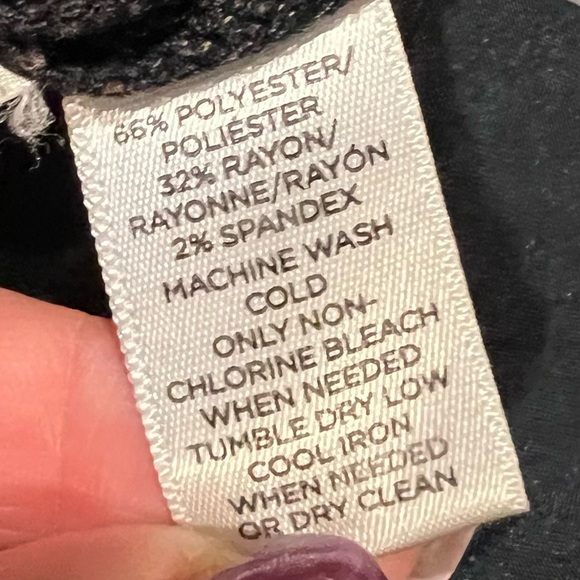 66% POLYESTER/
POLIÉSTER
32% RAYON/
RAYONNE/RAYÓN
2% SPANDEX
MACHINE WASH
COLD
ONLY NON-
CHLORINE BLEACH
WHEN NEEDED
TUMBLE DRY LOW
COOL IRON
WHEN NEEDED
OR DRY CLEAN